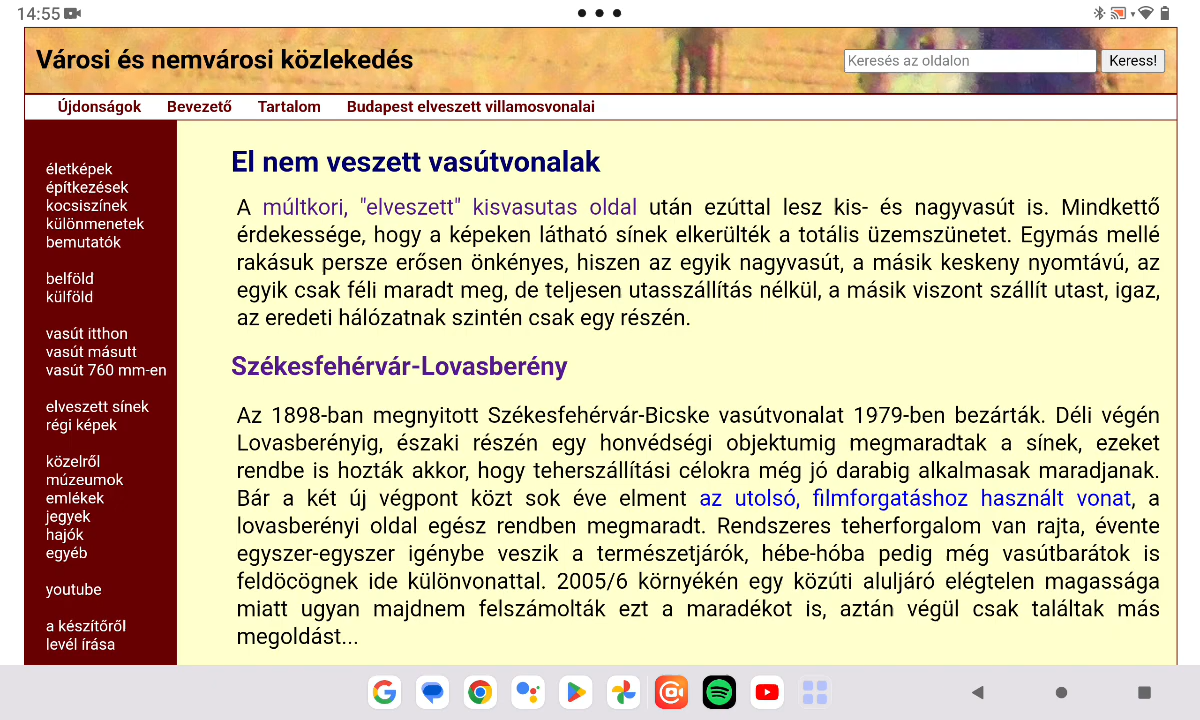 14:55
Városi és nemvárosi közlekedés
Keresés az oldalon
Keress!
Újdonságok Bevezető Tartalom Budapest elveszett villamosvonalai
életképek
építkezések
kocsiszínek
különmenetek
bemutatók
belföld
külföld
vasút itthon
vasút másutt
vasút 760 mm-en
elveszett sínek
régi képek
közelről
múzeumok
emlékek
jegyek
hajók
egyéb
youtube
a készítőről
levél írása
El nem veszett vasútvonalak
A múltkori, "elveszett" kisvasutas oldal után ezúttal lesz kis- és nagyvasút is. Mindkettő
érdekessége, hogy a képeken látható sínek elkerülték a totális üzemszünetet. Egymás mellé
rakásuk persze erősen önkényes, hiszen az egyik nagyvasút, a másik keskeny nyomtávú, az
egyik csak féli maradt meg, de teljesen utasszállítás nélkül, a másik viszont szállít utast, igaz,
az eredeti hálózatnak szintén csak egy részén.
Székesfehérvár-Lovasberény
Az 1898-ban megnyitott Székesfehérvár-Bicske vasútvonalat 1979-ben bezárták. Déli végén
Lovasberényig, északi részén egy honvédségi objektumig megmaradtak a sínek, ezeket
rendbe is hozták akkor, hogy teherszállítási célokra még jó darabig alkalmasak maradjanak.
Bár a két új végpont közt sok éve elment az utolsó, filmforgatáshoz használt vonat, a
lovasberényi oldal egész rendben megmaradt. Rendszeres teherforgalom van rajta, évente
egyszer-egyszer igénybe veszik a természetjárók, hébe-hóba pedig még vasútbarátok is
feldöcögnek ide különvonattal. 2005/6 környékén egy közúti aluljáró elégtelen magassága
miatt ugyan majdnem felszámolták ezt a maradékot is, aztán végül csak találtak más
megoldást...